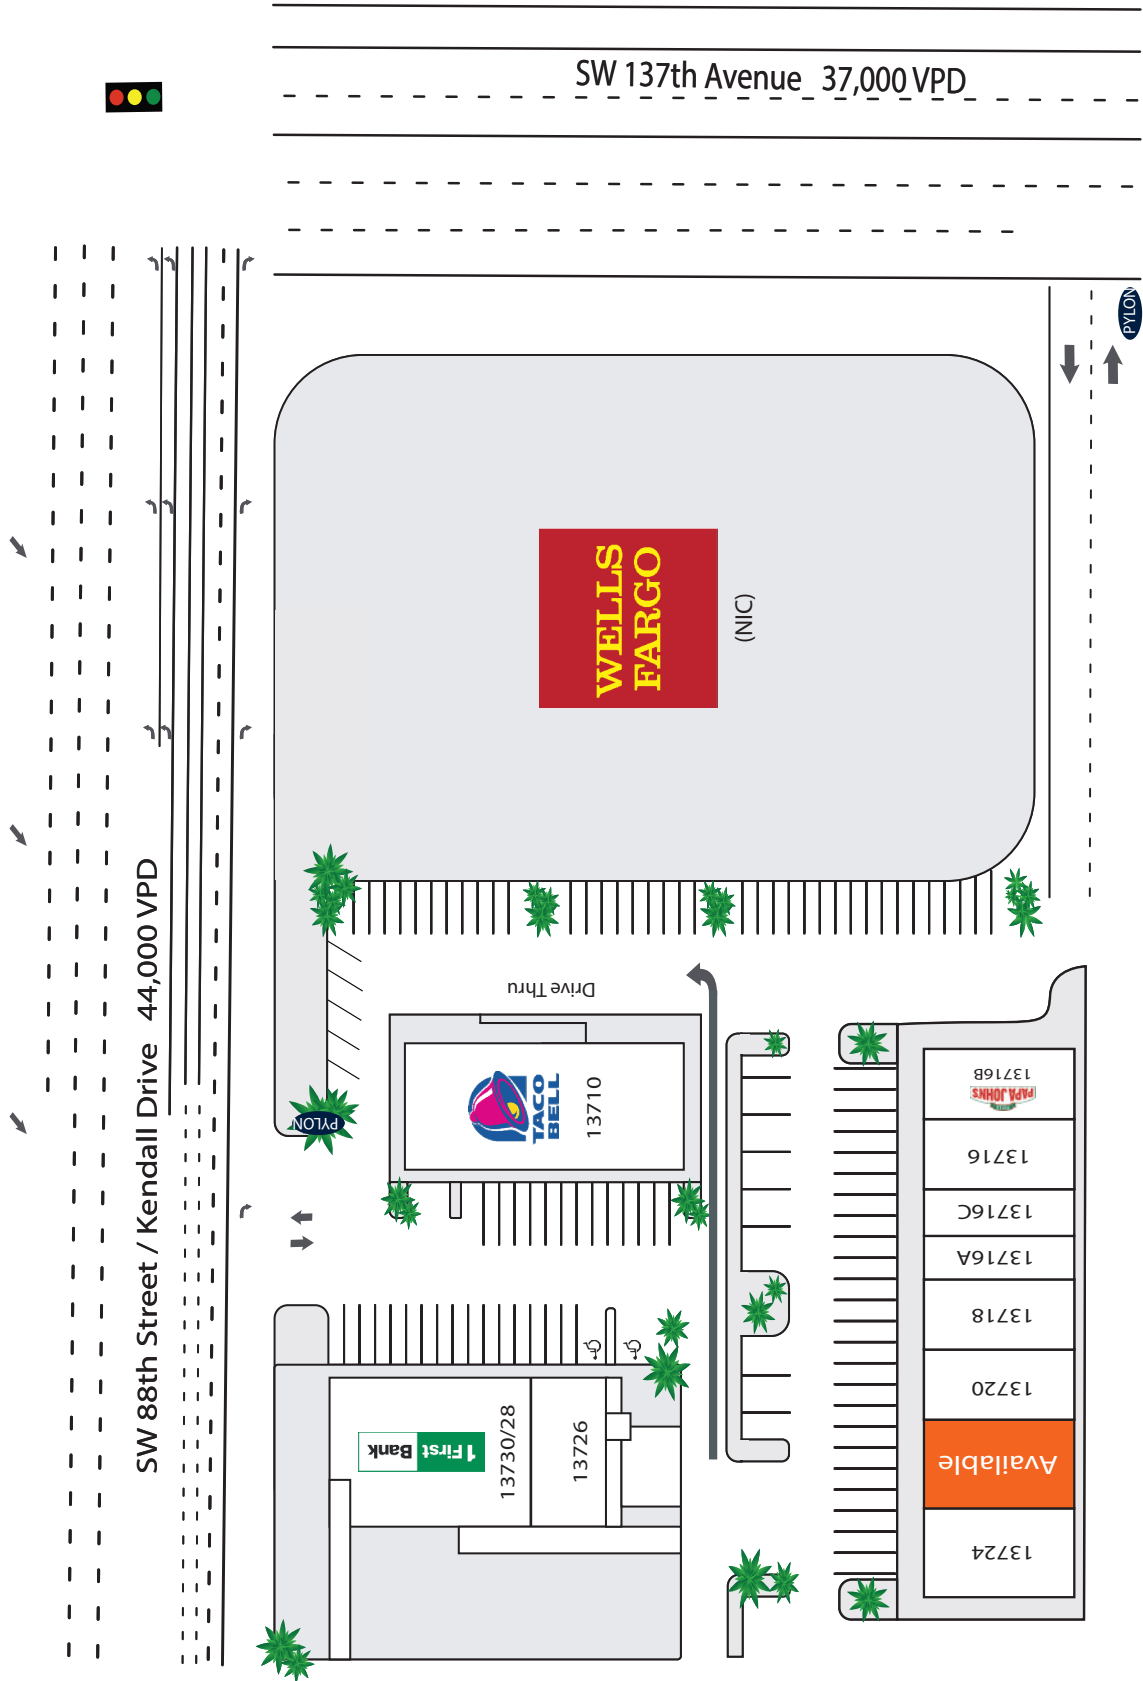 SW 137th Avenue 37,000 VPD
PYLON
WELLS
FARGO
(NIC)
SW 88th Street / Kendall Drive 44,000 VPD
Drive Thru
PYLON
TACO
BELL
13710
13716B
PAPA JOHN'S
13716
13716C
13716A
13718
13720
Available
13724
1 First
Bank
13730/28
13726